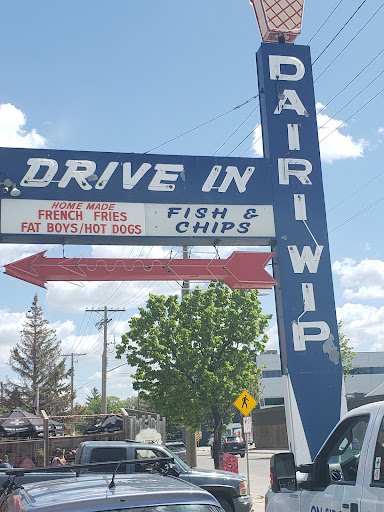 DAIRI-WIP
DRIVE IN
HOME MADE
FRENCH FRIES
FAT BOYS/HOT DOGS
FISH &
CHIPS